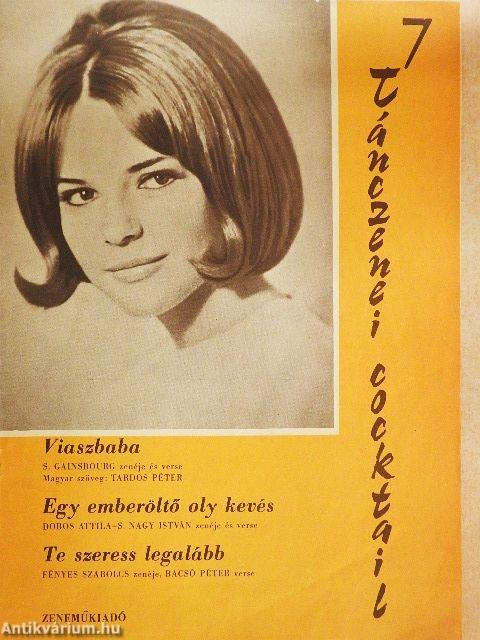 7
Tánczenei cocktail
Viaszbaba
S. GAINSBOURG zenéje és verse
Magyar szöveg: TARDOS PÉTER
Egy emberöltő oly kevés
DOBOS ATTILA–S. NAGY ISTVÁN zenéje és verse
Te szeress legalább
FÉNYES SZABOLCS zenéje, BACSÓ PÉTER verse
ZENEMŰKIADÓ
Antikvárium.hu